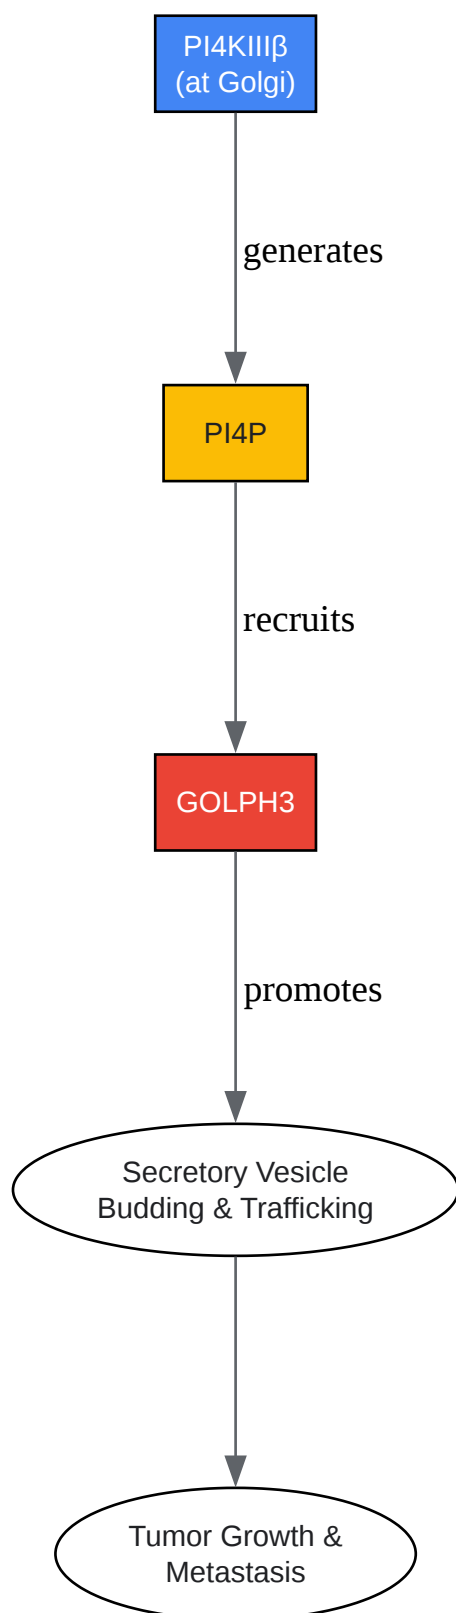 PI4KIIIβ
(at Golgi)
generates
PI4P
recruits
GOLPH3
promotes
Secretory Vesicle
Budding & Trafficking
Tumor Growth &
Metastasis